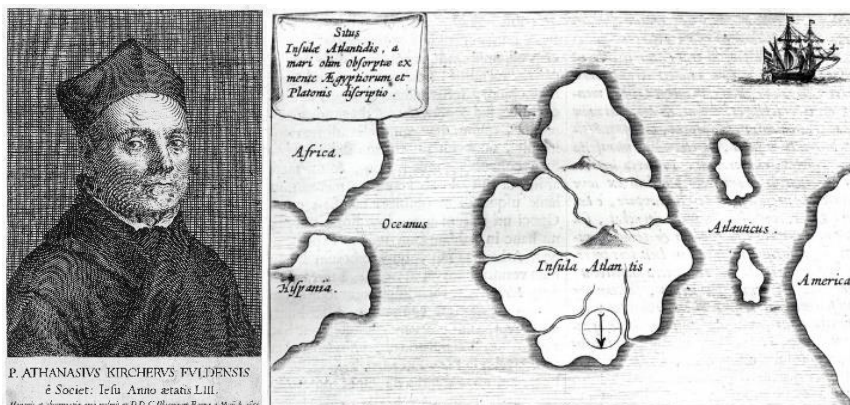 P. ATHANASIVS KIRCHERVS FVLDENSIS
è Societ: Iesu Anno ætatis LIII.
Situs
Insulæ Atlantidis, a
mari olim absorptæ ex
mente Ægyptiorum et
Platonis discriptio.
Africa.
Oceanus
Hispania.
Insula Atlantis.
Atlanticus.
America